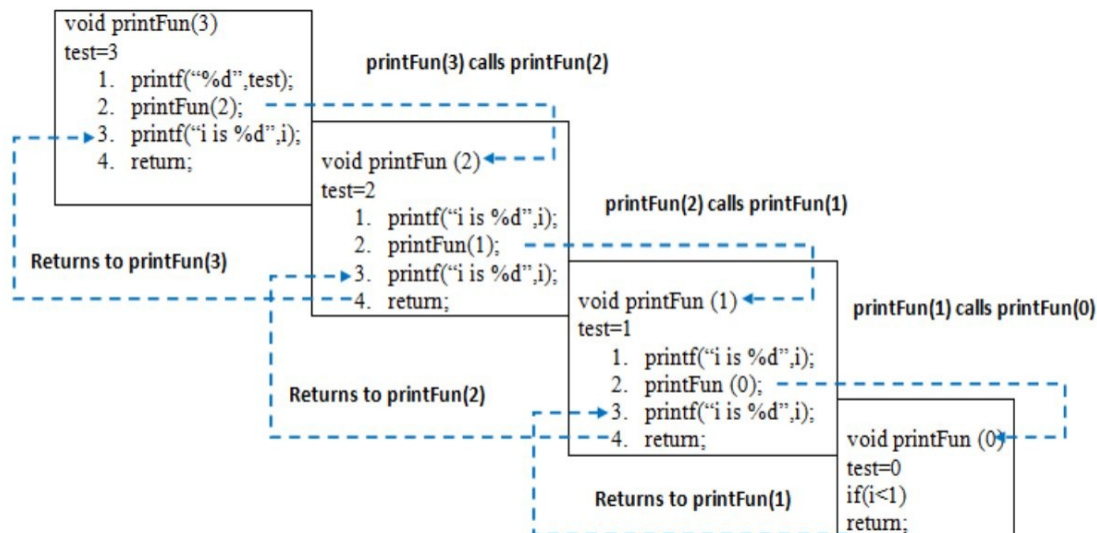 void printFun(3)
test=3
1. printf(“%d”,test);
2. printFun(2);
3. printf(“i is %d”,i);
4. return;
printFun(3) calls printFun(2)
void printFun (2)
test=2
1. printf(“i is %d”,i);
2. printFun(1);
3. printf(“i is %d”,i);
4. return;
Returns to printFun(3)
printFun(2) calls printFun(1)
void printFun (1)
test=1
1. printf(“i is %d”,i);
2. printFun (0);
3. printf(“i is %d”,i);
4. return;
Returns to printFun(2)
printFun(1) calls printFun(0)
void printFun (0)
test=0
if(i<1)
return;
Returns to printFun(1)